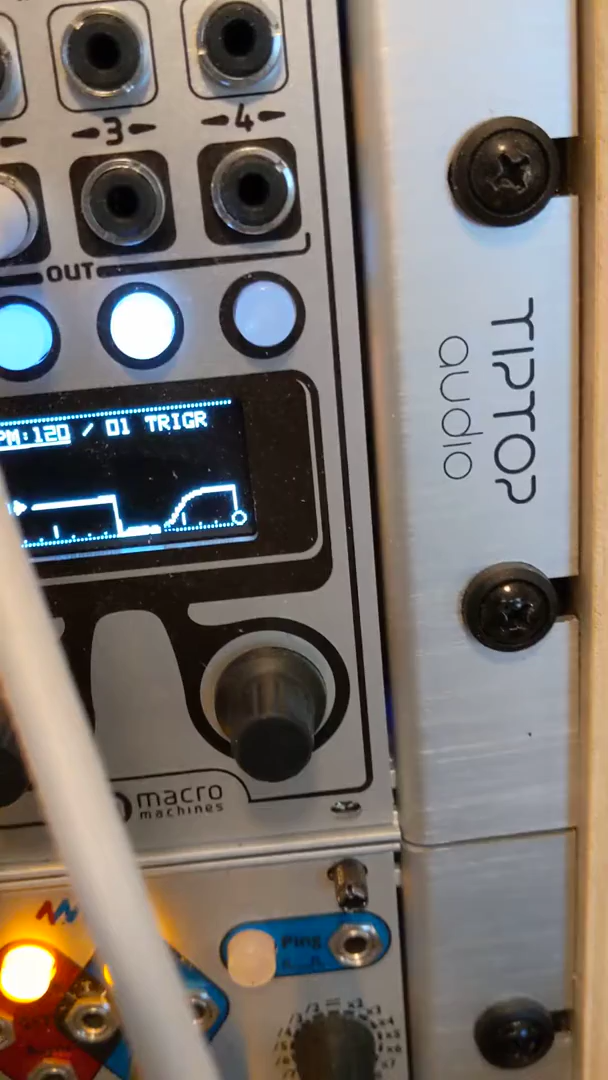 3
4
OUT
PM:120 / 01 TRIGR
TIPTOP
audio
macro
machines
Ping